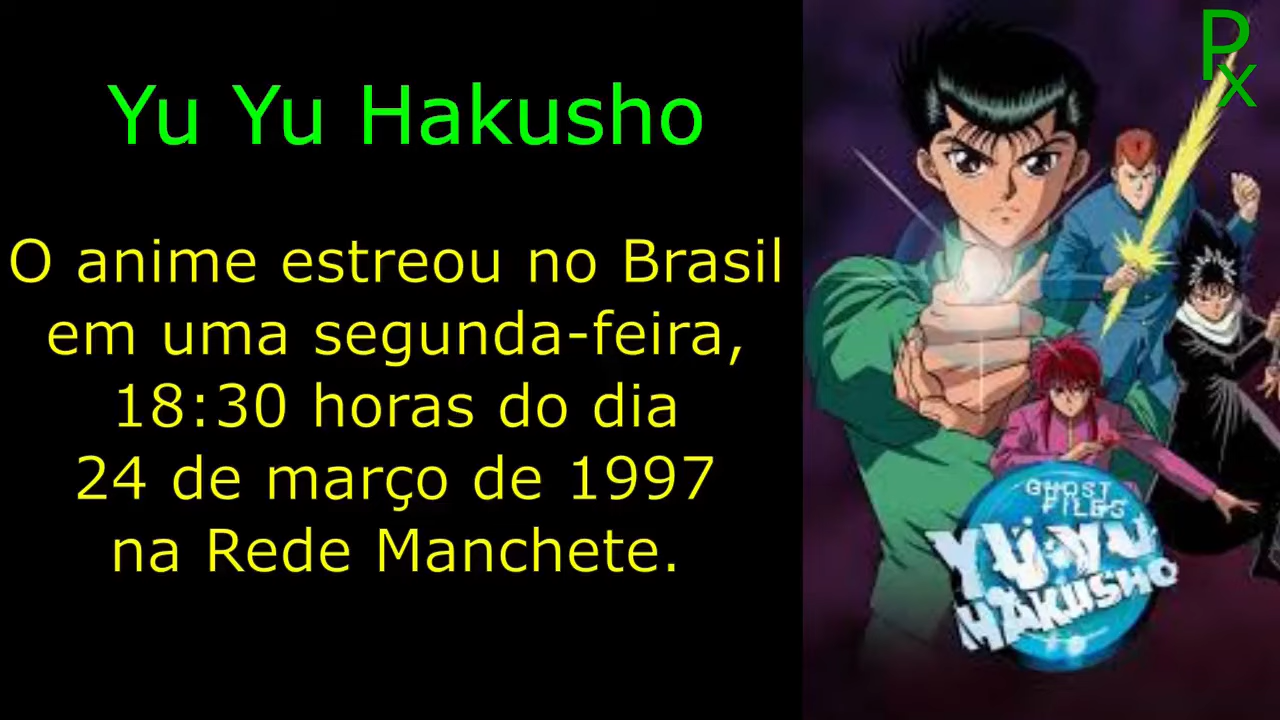 Yu Yu Hakusho
O anime estreou no Brasil
em uma segunda-feira,
18:30 horas do dia
24 de março de 1997
na Rede Manchete.
Px
GHOST
FILES
YU YU
HAKUSHO